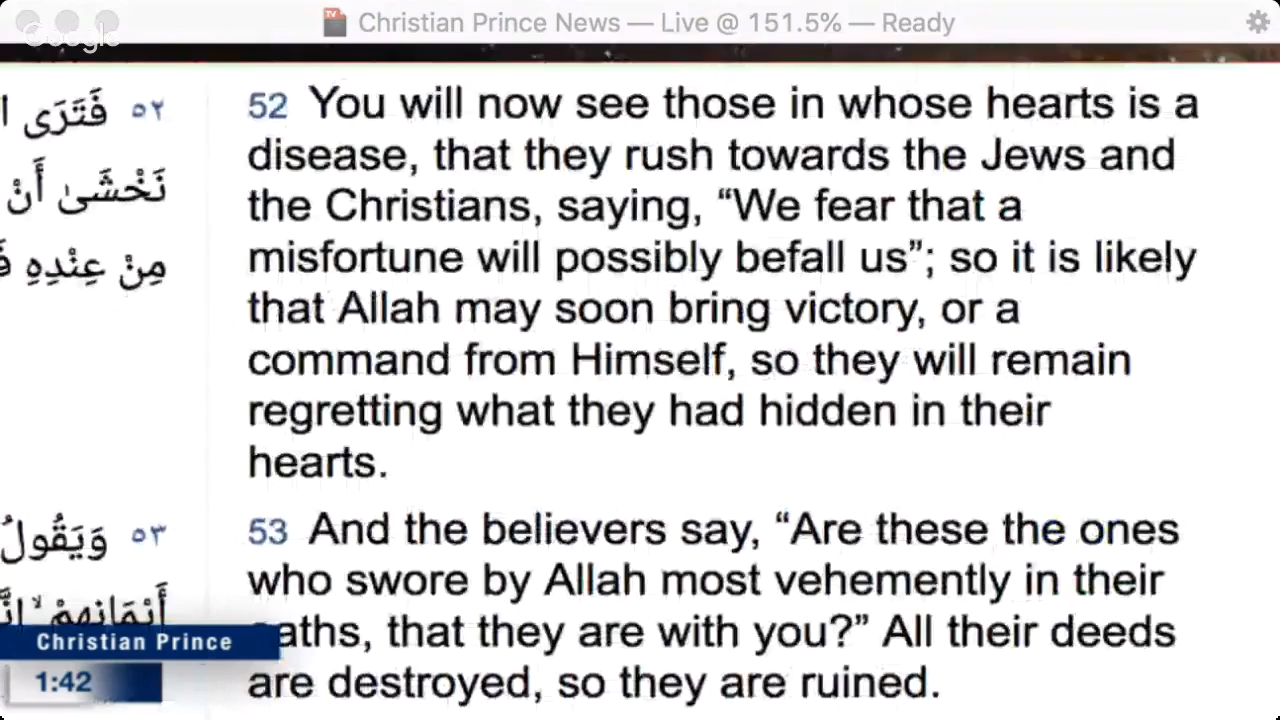 Christian Prince News — Live @ 151.5% — Ready
Google
52 You will now see those in whose hearts is a
disease, that they rush towards the Jews and
the Christians, saying, “We fear that a
misfortune will possibly befall us”; so it is likely
that Allah may soon bring victory, or a
command from Himself, so they will remain
regretting what they had hidden in their
hearts.
53 And the believers say, “Are these the ones
who swore by Allah most vehemently in their
oaths, that they are with you?” All their deeds
are destroyed, so they are ruined.
٥٢ فَتَرَى
نَخْشَىٰ أَنْ
مِنْ عِنْدِهِ
٥٣ وَيَقُولُ
أَيْمَانِهِمْ ۙ
Christian Prince
1:42